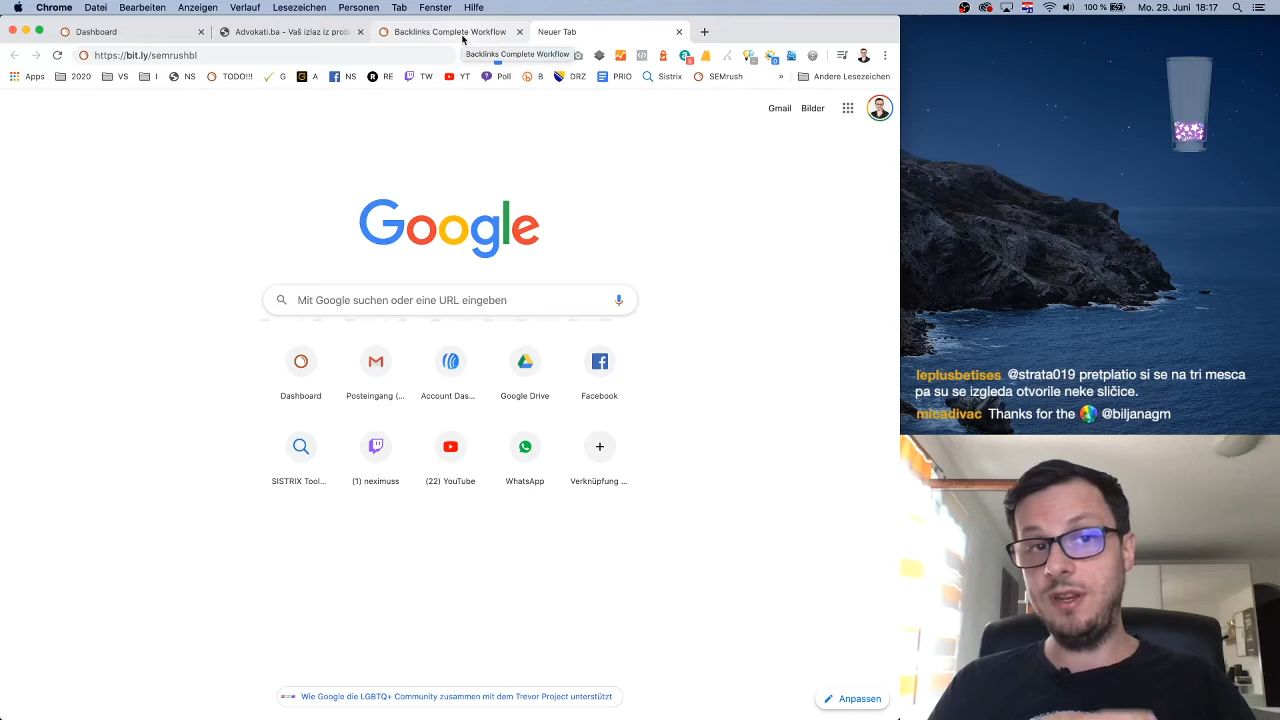 Chrome Datei Bearbeiten Anzeigen Verlauf Lesezeichen Personen Tab Fenster Hilfe 100 % Mo. 29. Juni 18:17
Dashboard Advokati.ba - Vaš izlaz iz probl Backlinks Complete Workflow Neuer Tab
https://bit.ly/semrushbl Backlinks Complete Workflow
Apps 2020 VS I NS TODO!!! G A NS RE TW YT Poll B DRZ PRIO Sistrix SEMrush » Andere Lesezeichen
Gmail Bilder
Google
Mit Google suchen oder eine URL eingeben
Dashboard Posteingang (... Account Das... Google Drive Facebook
SISTRIX Tool... (1) neximuss (22) YouTube WhatsApp Verknüpfung ...
Wie Google die LGBTQ+ Community zusammen mit dem Trevor Project unterstützt
Anpassen
leplusbetises @strata019 pretplatio si se na tri mesca
pa su se izgleda otvorile neke sličice.
micadivac Thanks for the @biljanagm